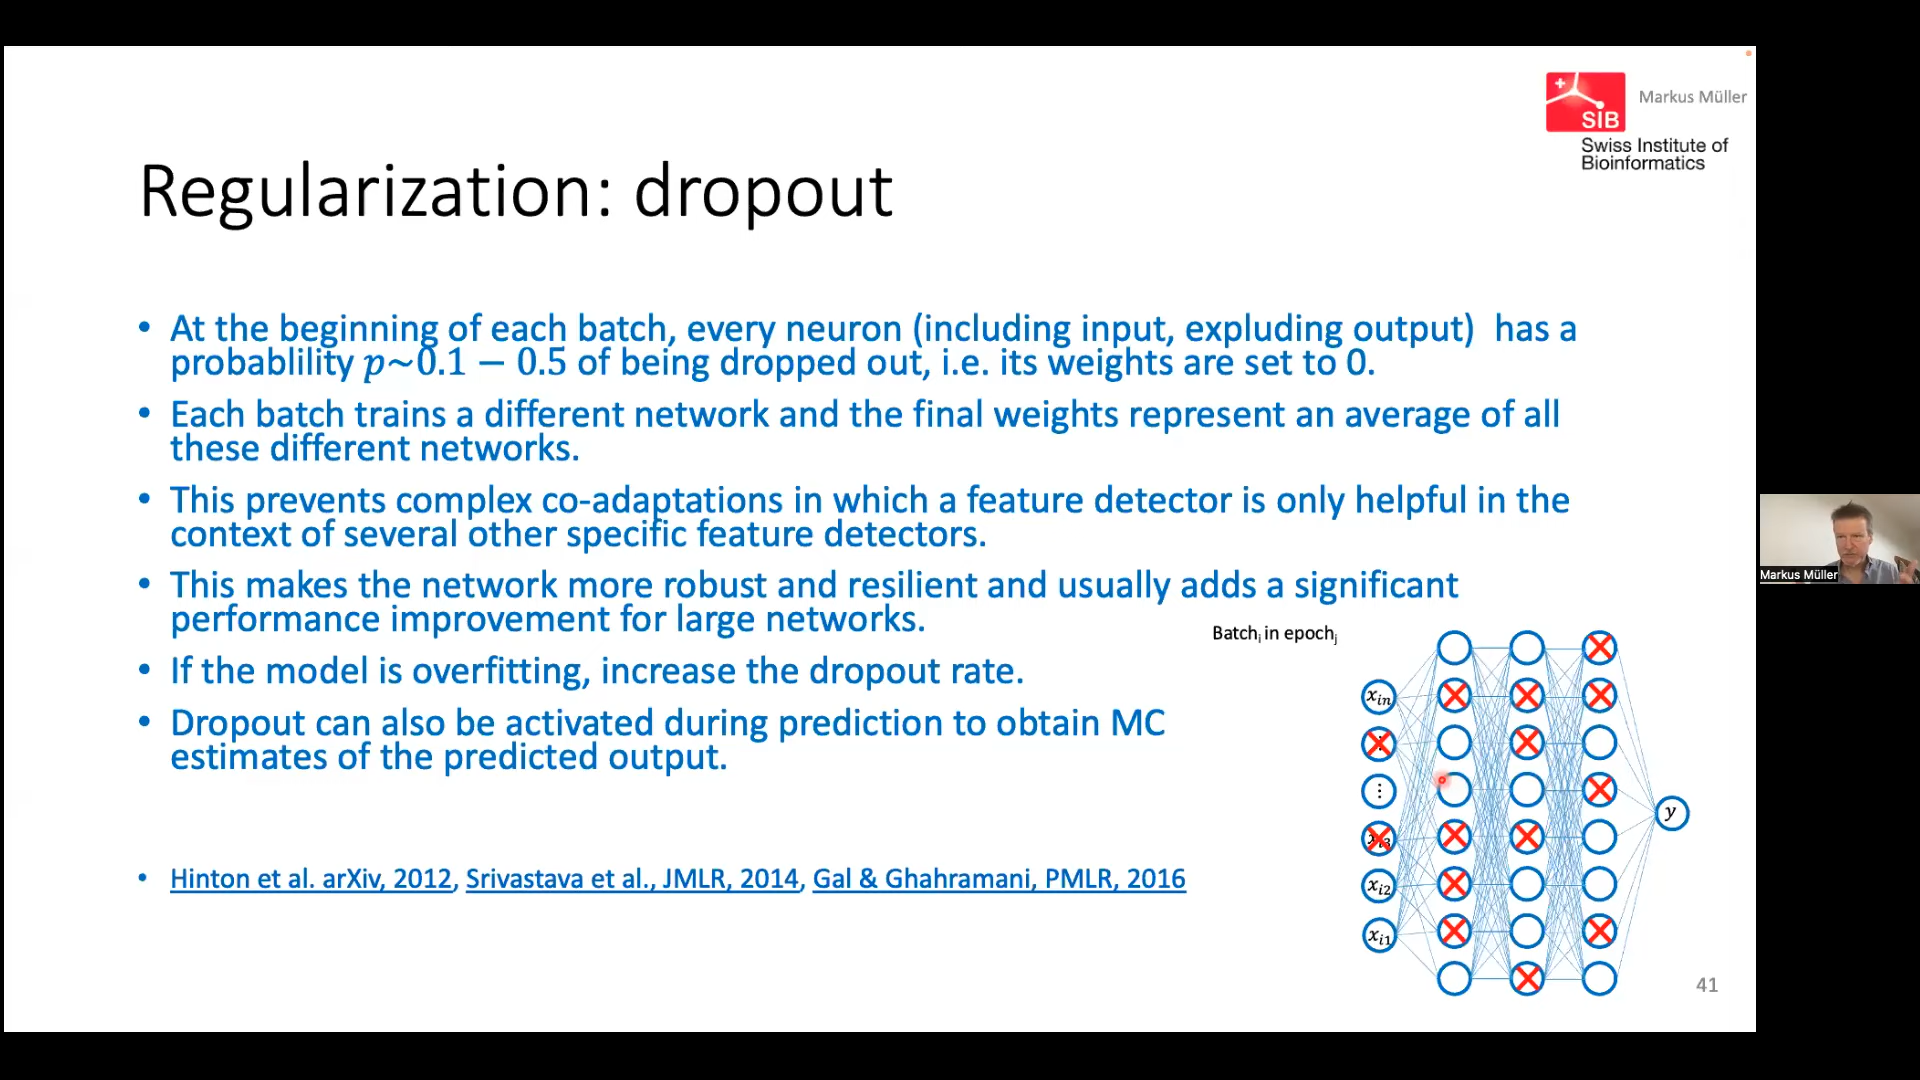 SIB
Markus Müller
Swiss Institute of
Bioinformatics
Regularization: dropout
• At the beginning of each batch, every neuron (including input, expluding output)  has a
probablility p~0.1 − 0.5 of being dropped out, i.e. its weights are set to 0.
• Each batch trains a different network and the final weights represent an average of all
these different networks.
• This prevents complex co-adaptations in which a feature detector is only helpful in the
context of several other specific feature detectors.
• This makes the network more robust and resilient and usually adds a significant
performance improvement for large networks.
• If the model is overfitting, increase the dropout rate.
• Dropout can also be activated during prediction to obtain MC
estimates of the predicted output.
• Hinton et al. arXiv, 2012, Srivastava et al., JMLR, 2014, Gal & Ghahramani, PMLR, 2016
Batchi in epochj
xin
⋮
xi3
xi2
xi1
y
41
Markus Müller